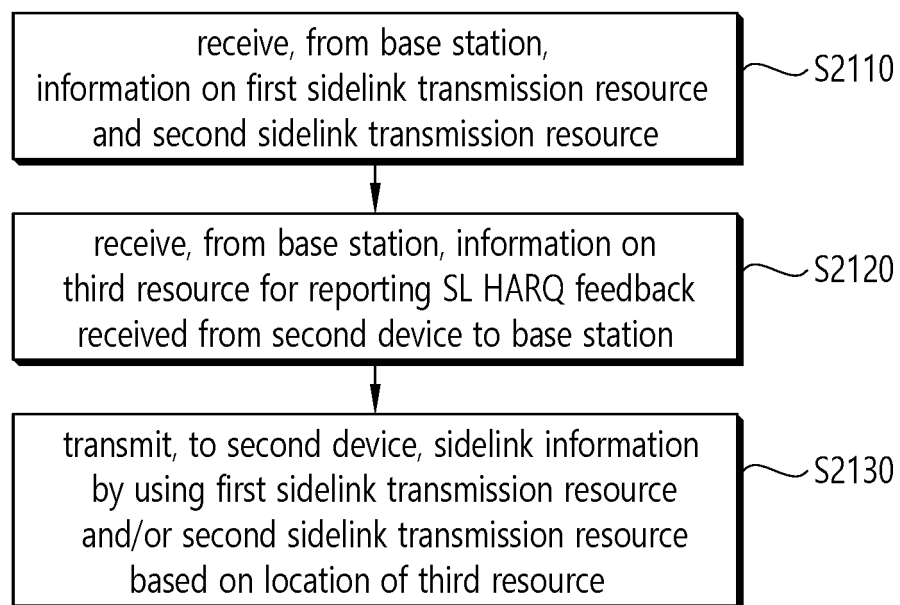 receive, from base station,
information on first sidelink transmission resource
and second sidelink transmission resource
S2110
receive, from base station, information on
third resource for reporting SL HARQ feedback
received from second device to base station
S2120
transmit, to second device, sidelink information
by using first sidelink transmission resource
and/or second sidelink transmission resource
based on location of third resource
S2130